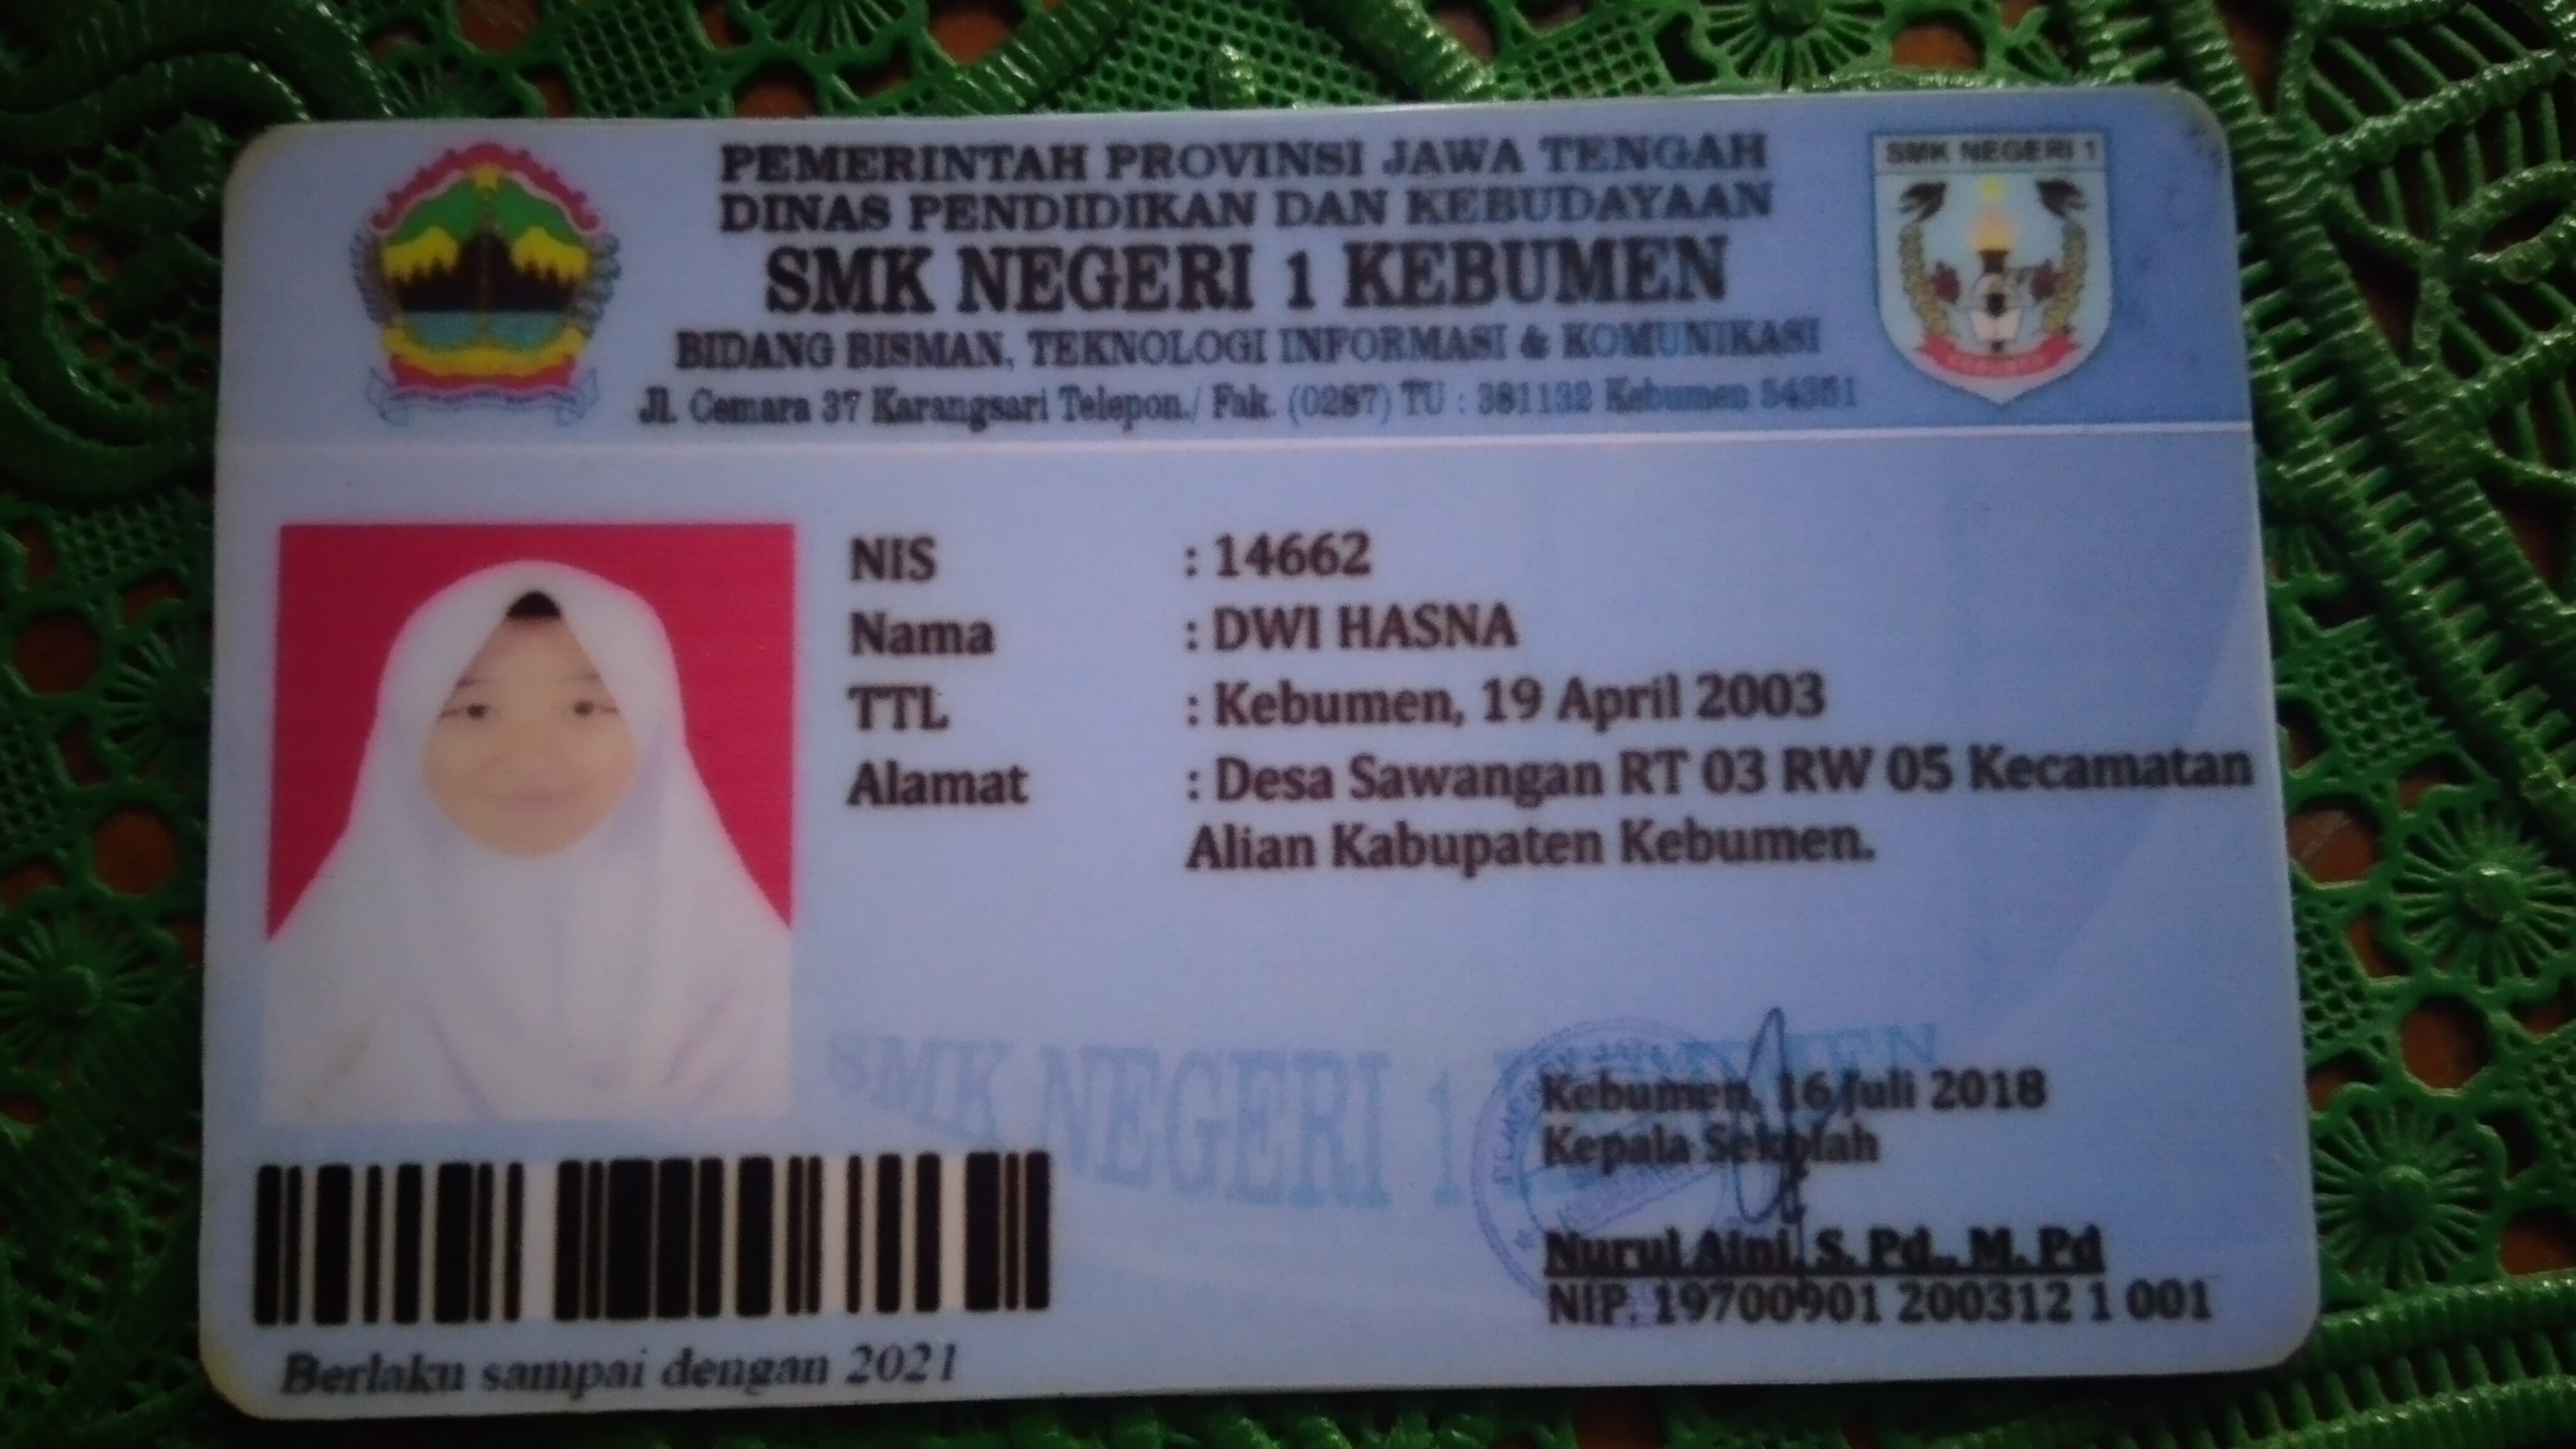 PEMERINTAH PROVINSI JAWA TENGAH
DINAS PENDIDIKAN DAN KEBUDAYAAN
SMK NEGERI 1 KEBUMEN
BIDANG BISMAN, TEKNOLOGI INFORMASI & KOMUNIKASI
Jl. Cemara 37 Karangsari Telepon./ Fak. (0287) TU : 381132 Kebumen 54351
SMK NEGERI 1
NIS : 14662
Nama : DWI HASNA
TTL : Kebumen, 19 April 2003
Alamat : Desa Sawangan RT 03 RW 05 Kecamatan
Alian Kabupaten Kebumen.
SMK NEGERI 1
Kebumen, 16 Juli 2018
Kepala Sekolah
Nurul Aini, S.Pd., M.Pd
NIP. 19700901 200312 1 001
Berlaku sampai dengan 2021